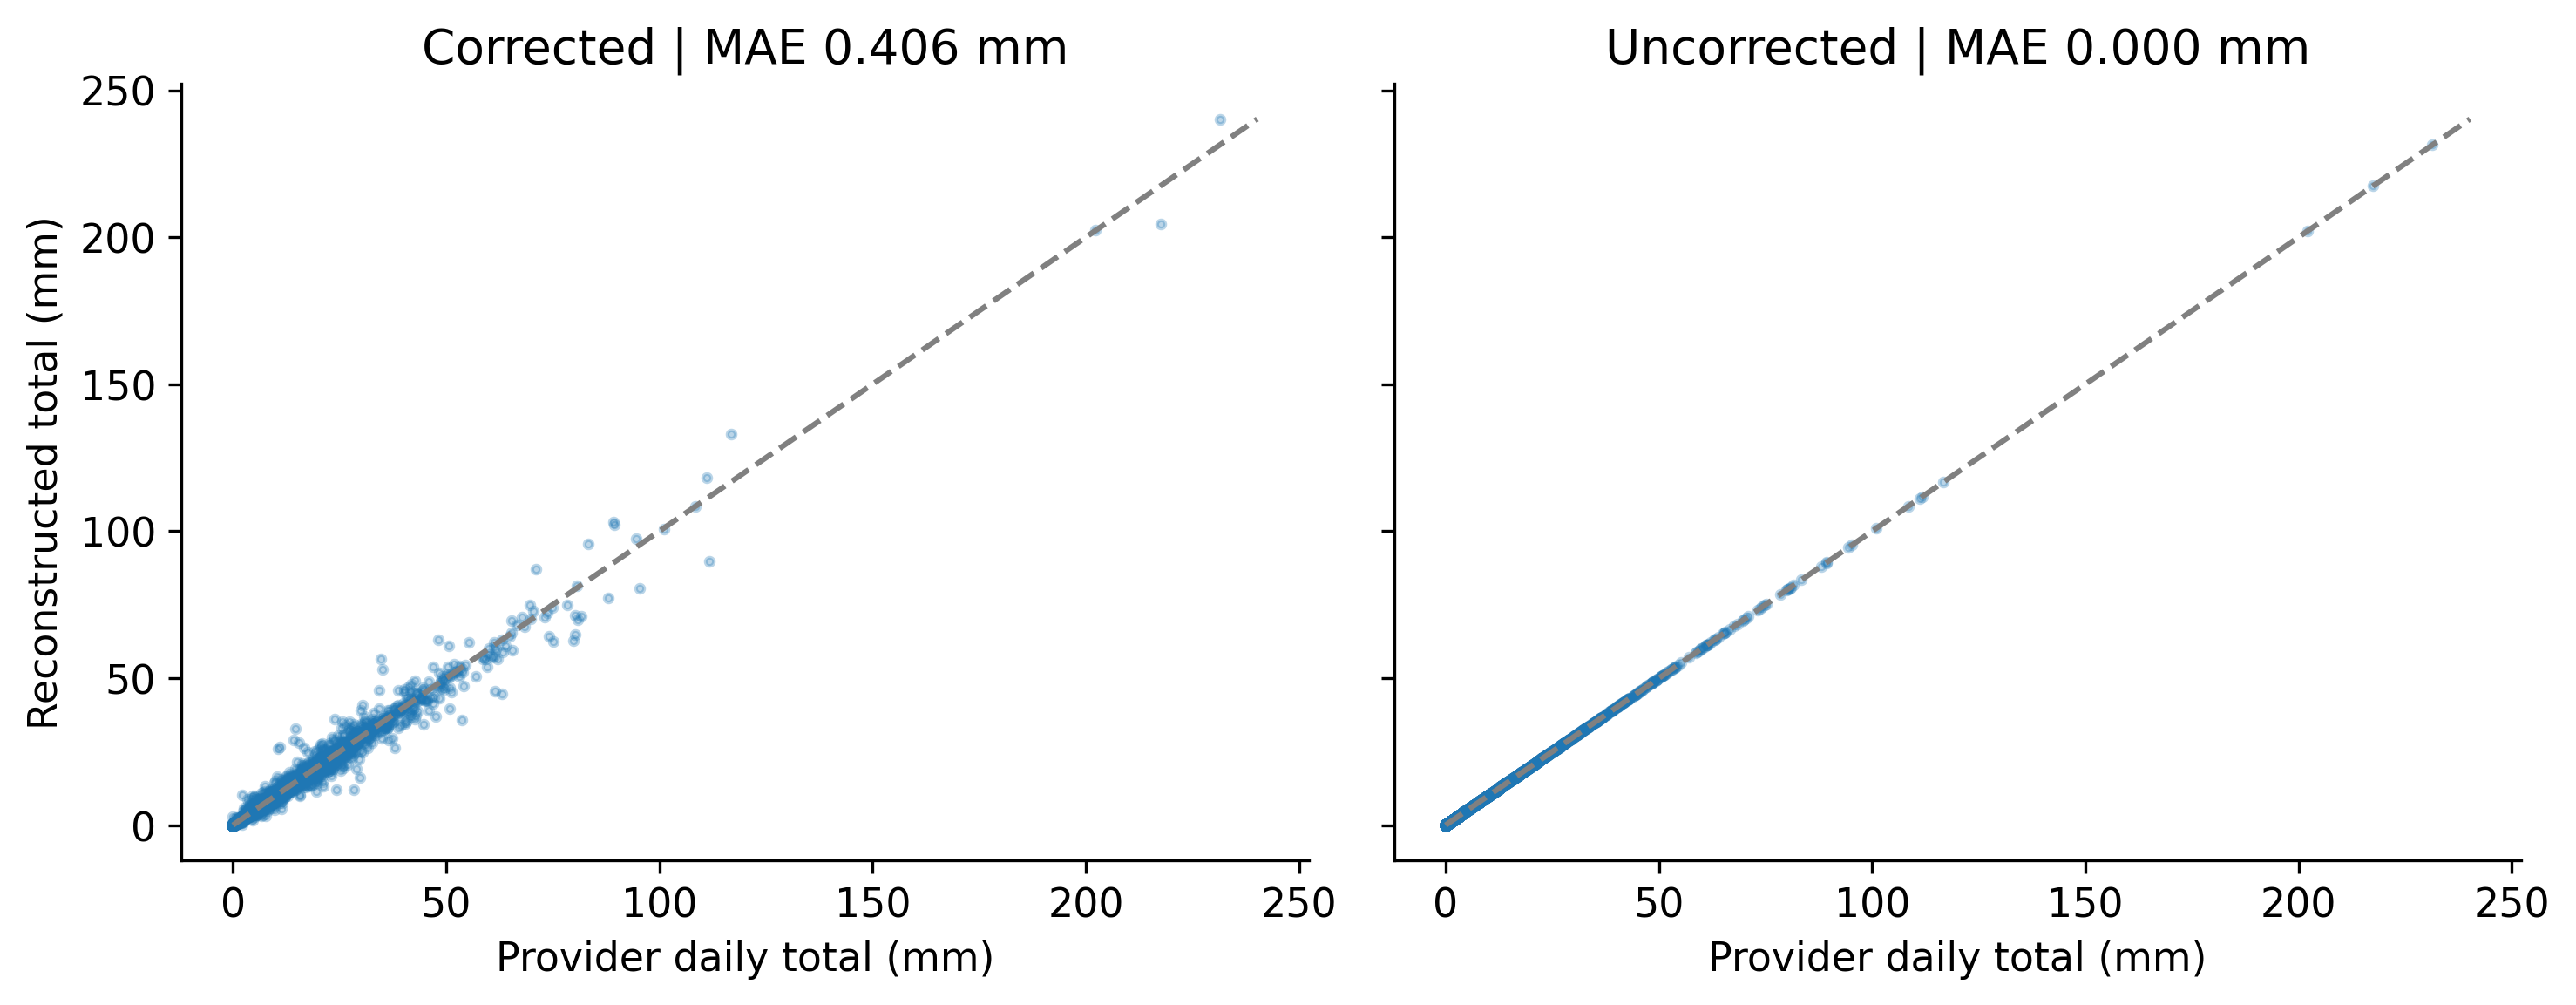 Corrected | MAE 0.406 mm
Uncorrected | MAE 0.000 mm
Reconstructed total (mm)
250
200
150
100
50
0
0 50 100 150 200 250
0 50 100 150 200 250
Provider daily total (mm)
Provider daily total (mm)